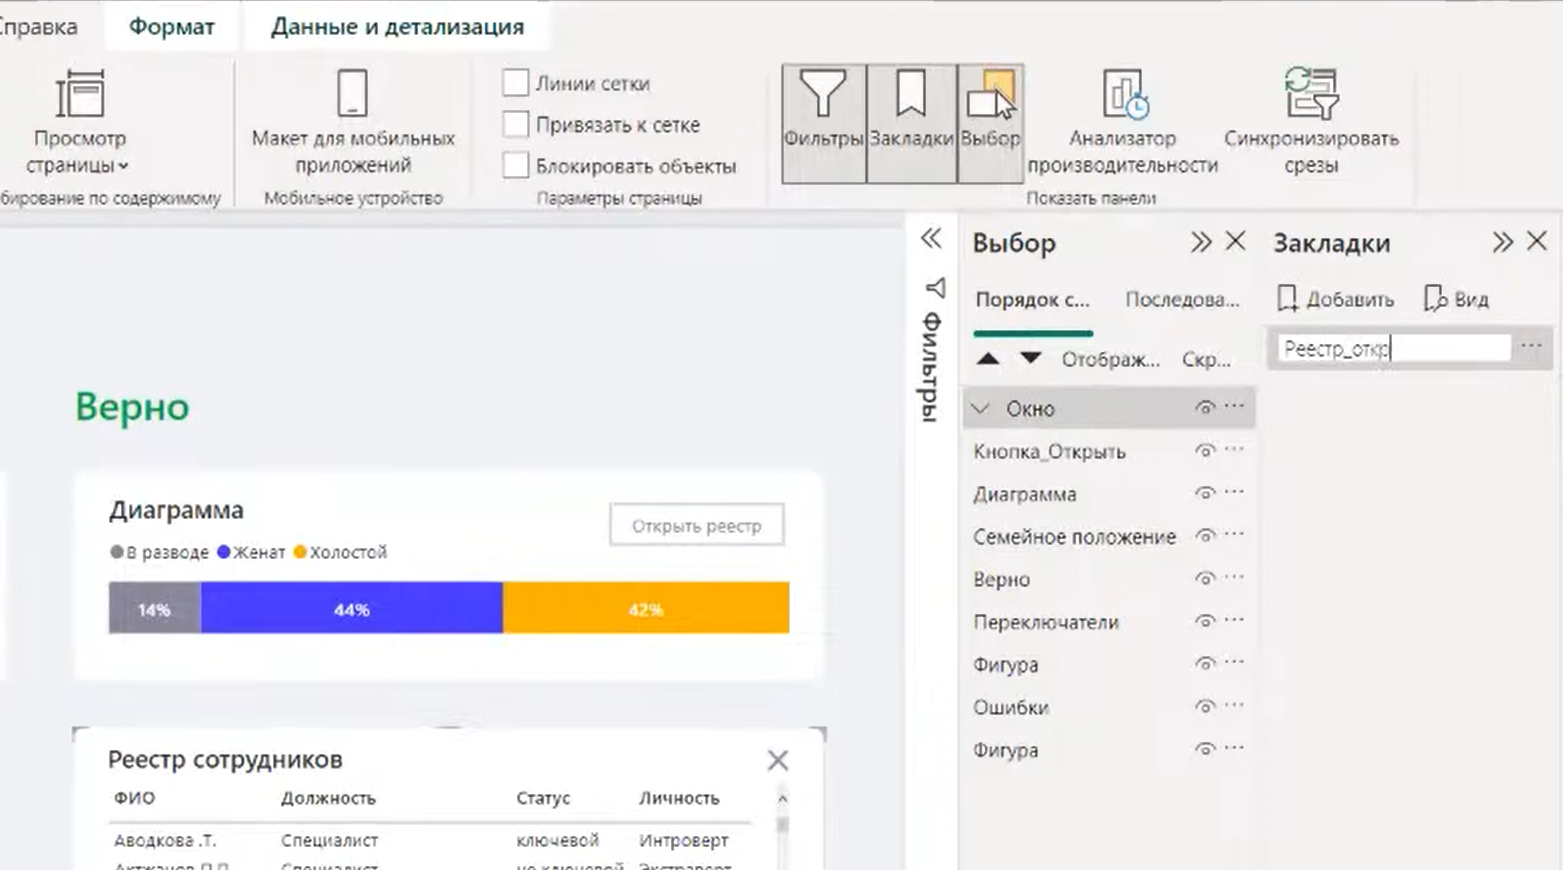 Справка
Формат
Данные и детализация
Просмотр
страницы
Макет для мобильных
приложений
Мобильное устройство
Линии сетки
Привязать к сетке
Блокировать объекты
Параметры страницы
Фильтры
Закладки
Выбор
Анализатор
производительности
Синхронизировать
срезы
Показать панели
бирование по содержимому
Верно
Диаграмма
Открыть реестр
В разводе Женат Холостой
14% 44% 42%
Реестр сотрудников
ФИО Должность Статус Личность
Аводкова .Т. Специалист ключевой Интроверт
Специалист не ключевой Экстраверт
Фильтры
Выбор
Порядок с... Последова...
Отображ... Скр...
Окно
Кнопка_Открыть
Диаграмма
Семейное положение
Верно
Переключатели
Фигура
Ошибки
Фигура
Закладки
Добавить Вид
Реестр_откр